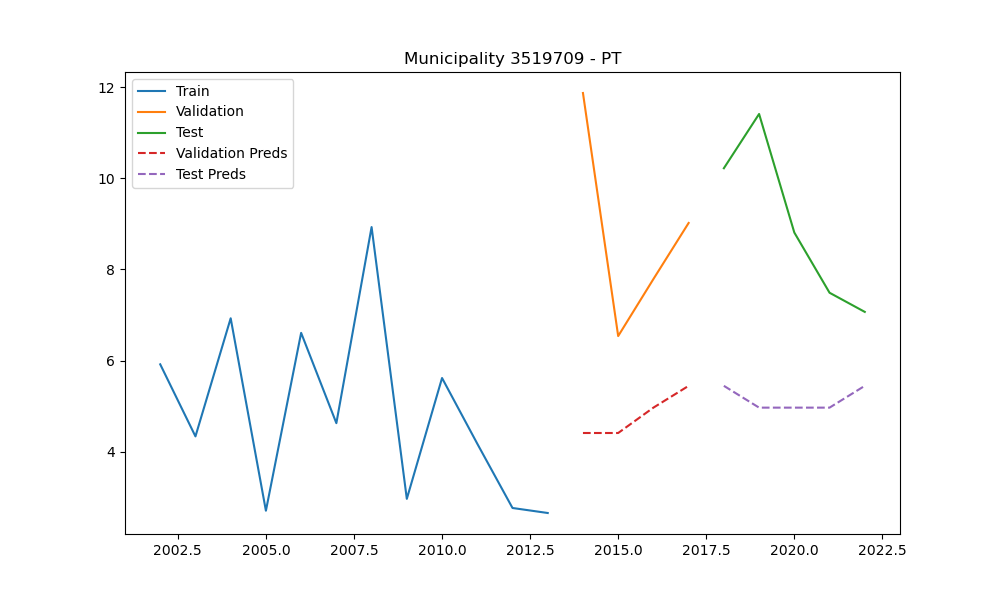 Municipality 3519709 - PT
Train
Validation
Test
Validation Preds
Test Preds
12
10
8
6
4
2002.5 2005.0 2007.5 2010.0 2012.5 2015.0 2017.5 2020.0 2022.5